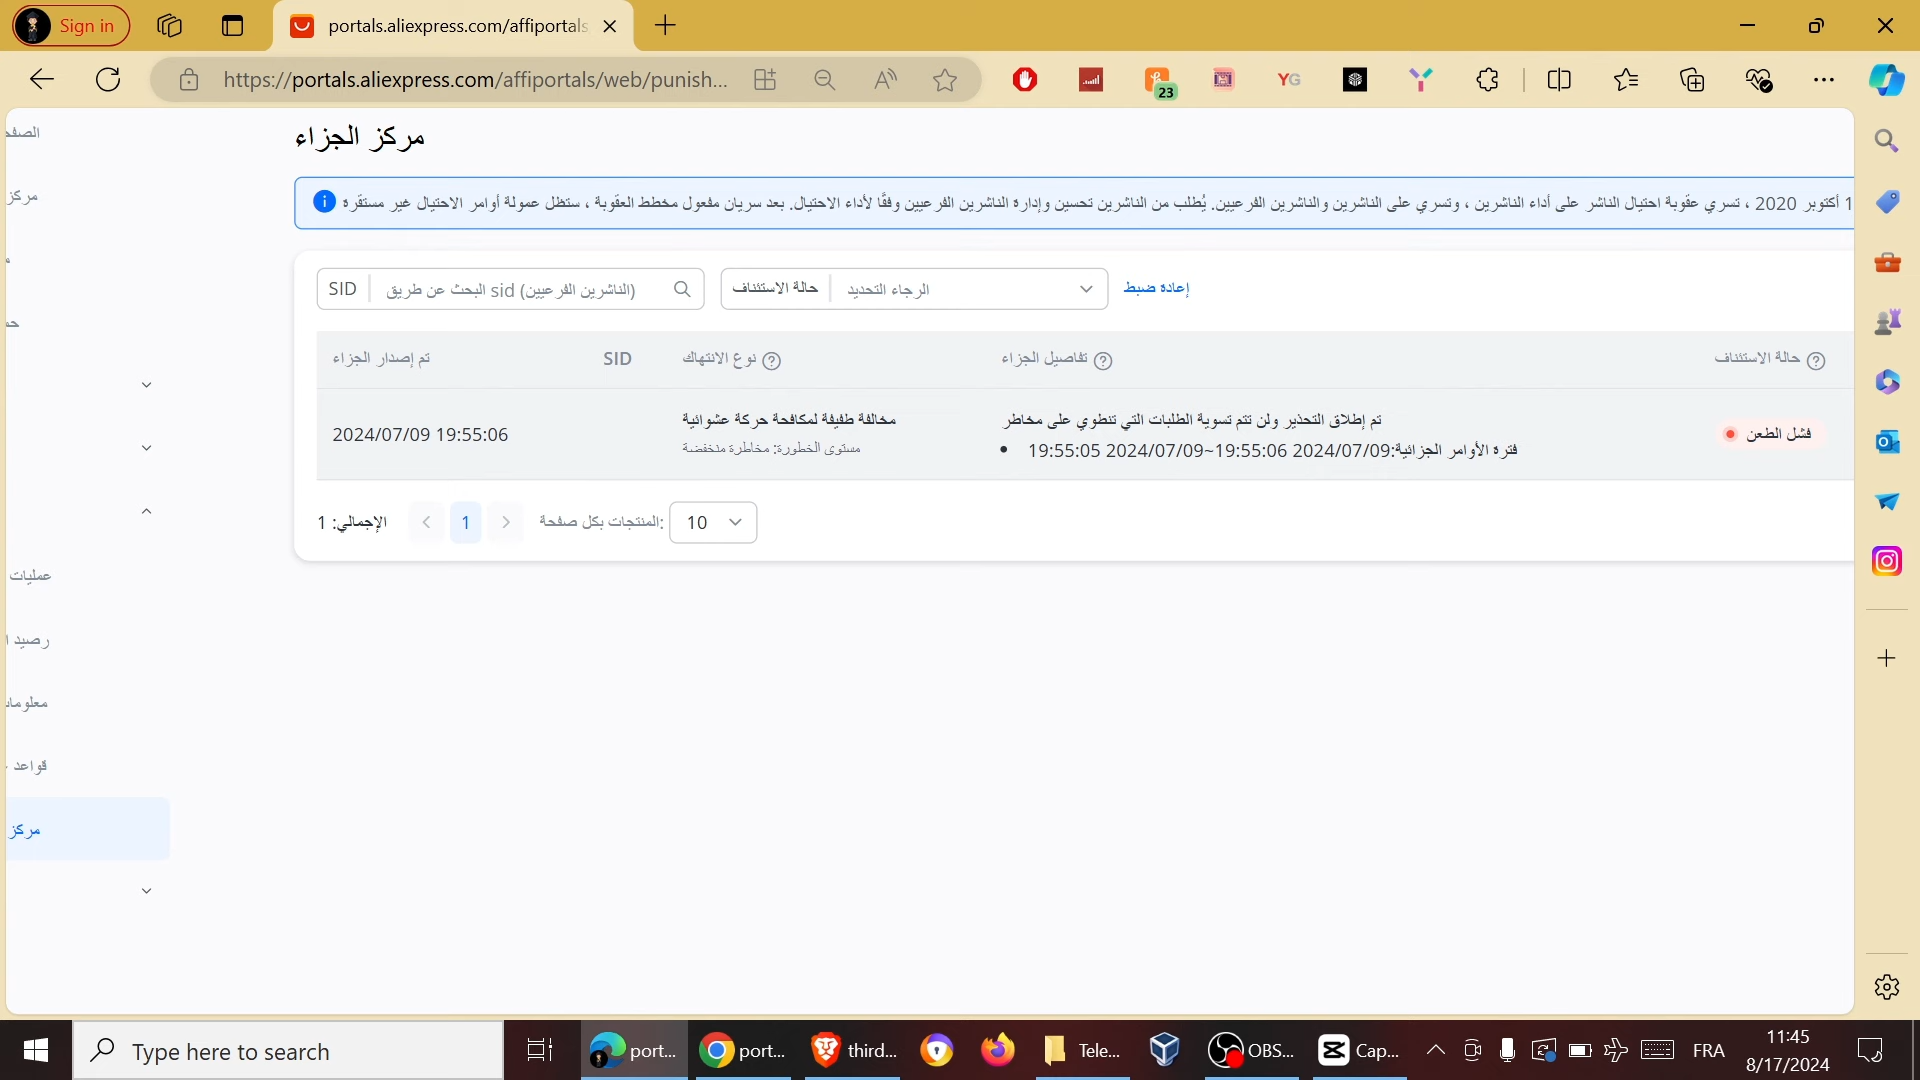 Sign in
portals.aliexpress.com/affiportals
https://portals.aliexpress.com/affiportals/web/punish...
23
YG
الصفح
مركز
مركز الجزاء
1 أكتوبر 2020 ، تسري عقوبة احتيال الناشر على أداء الناشرين ، وتسري على الناشرين والناشرين الفرعيين. يُطلب من الناشرين تحسين وإدارة الناشرين الفرعيين وفقًا لأداء الاحتيال. بعد سريان مفعول مخطط العقوبة ، ستظل عمولة أوامر الاحتيال غير مستقرة
SID
(الناشرين الفرعيين) sid البحث عن طريق
حالة الاستئناف
الرجاء التحديد
إعادة ضبط
تم إصدار الجزاء
SID
نوع الانتهاك
تفاصيل الجزاء
حالة الاستئناف
2024/07/09 19:55:06
مخالفة طفيفة لمكافحة حركة عشوائية
مستوى الخطورة: مخاطرة منخفضة
تم إطلاق التحذير ولن تتم تسوية الطلبات التي تنطوي على مخاطر
19:55:05 2024/07/09~19:55:06 2024/07/09:فترة الأوامر الجزائية
فشل الطعن
الإجمالي: 1
1
المنتجات بكل صفحة:
10
عمليات
رصيد ا
معلومات
قواعد
مركز
Type here to search
port...
port...
third...
Tele...
OBS...
Cap...
FRA
11:45
8/17/2024